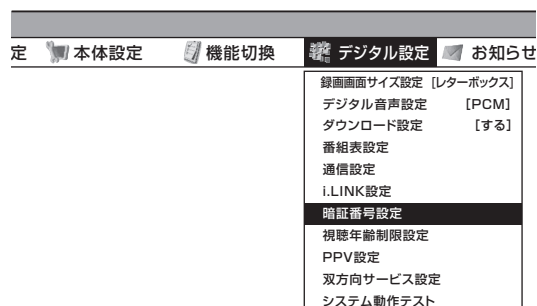 定 本体設定 機能切換 デジタル設定 お知らせ
録画画面サイズ設定 [レターボックス]
デジタル音声設定 [PCM]
ダウンロード設定 [する]
番組表設定
通信設定
i.LINK設定
暗証番号設定
視聴年齢制限設定
PPV設定
双方向サービス設定
システム動作テスト